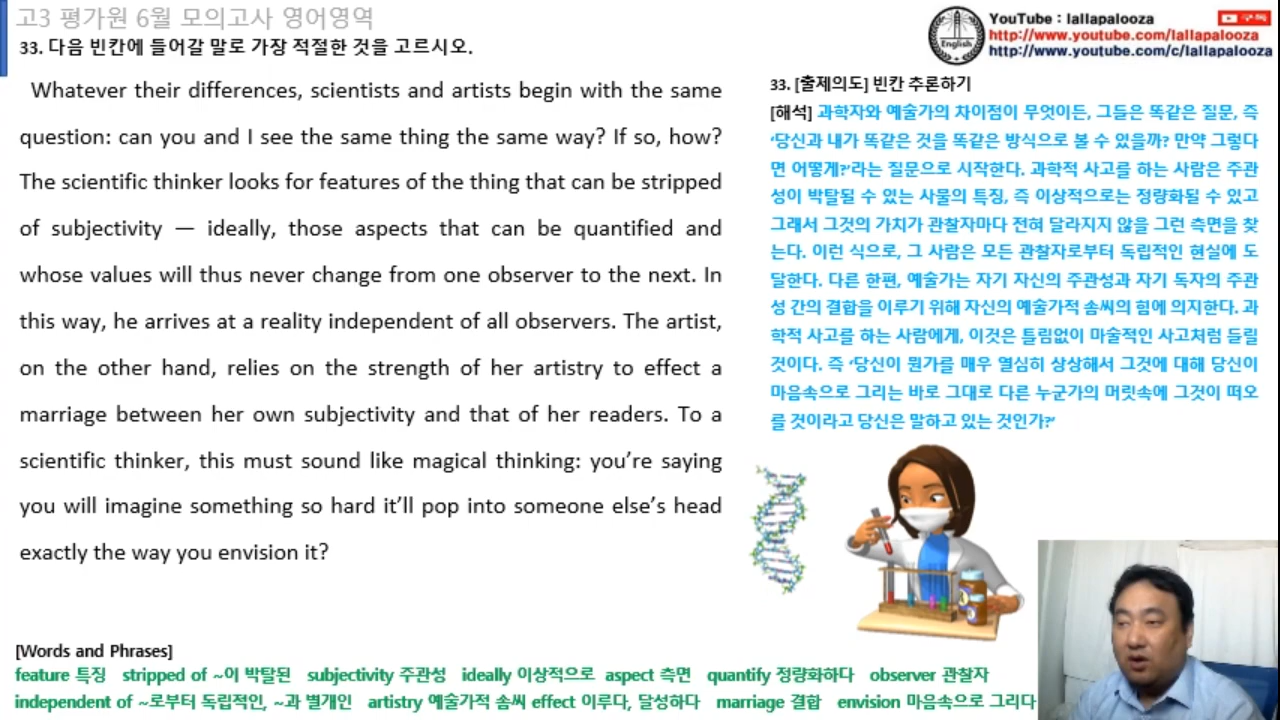 고3 평가원 6월 모의고사 영어영역
33. 다음 빈칸에 들어갈 말로 가장 적절한 것을 고르시오.
Whatever their differences, scientists and artists begin with the same
question: can you and I see the same thing the same way? If so, how?
The scientific thinker looks for features of the thing that can be stripped
of subjectivity — ideally, those aspects that can be quantified and
whose values will thus never change from one observer to the next. In
this way, he arrives at a reality independent of all observers. The artist,
on the other hand, relies on the strength of her artistry to effect a
marriage between her own subjectivity and that of her readers. To a
scientific thinker, this must sound like magical thinking: you’re saying
you will imagine something so hard it’ll pop into someone else’s head
exactly the way you envision it?
English
YouTube : lallapalooza
구독
http://www.youtube.com/lallapalooza
http://www.youtube.com/c/lallapalooza
33. [출제의도] 빈칸 추론하기
[해석] 과학자와 예술가의 차이점이 무엇이든, 그들은 똑같은 질문, 즉
‘당신과 내가 똑같은 것을 똑같은 방식으로 볼 수 있을까? 만약 그렇다
면 어떻게?’라는 질문으로 시작한다. 과학적 사고를 하는 사람은 주관
성이 박탈될 수 있는 사물의 특징, 즉 이상적으로는 정량화될 수 있고
그래서 그것의 가치가 관찰자마다 전혀 달라지지 않을 그런 측면을 찾
는다. 이런 식으로, 그 사람은 모든 관찰자로부터 독립적인 현실에 도
달한다. 다른 한편, 예술가는 자기 자신의 주관성과 자기 독자의 주관
성 간의 결합을 이루기 위해 자신의 예술가적 솜씨의 힘에 의지한다. 과
학적 사고를 하는 사람에게, 이것은 틀림없이 마술적인 사고처럼 들릴
것이다. 즉 ‘당신이 뭔가를 매우 열심히 상상해서 그것에 대해 당신이
마음속으로 그리는 바로 그대로 다른 누군가의 머릿속에 그것이 떠오
를 것이라고 당신은 말하고 있는 것인가?’
[Words and Phrases]
feature 특징 stripped of ~이 박탈된 subjectivity 주관성 ideally 이상적으로 aspect 측면 quantify 정량화하다 observer 관찰자
independent of ~로부터 독립적인, ~과 별개인 artistry 예술가적 솜씨 effect 이루다, 달성하다 marriage 결합 envision 마음속으로 그리다